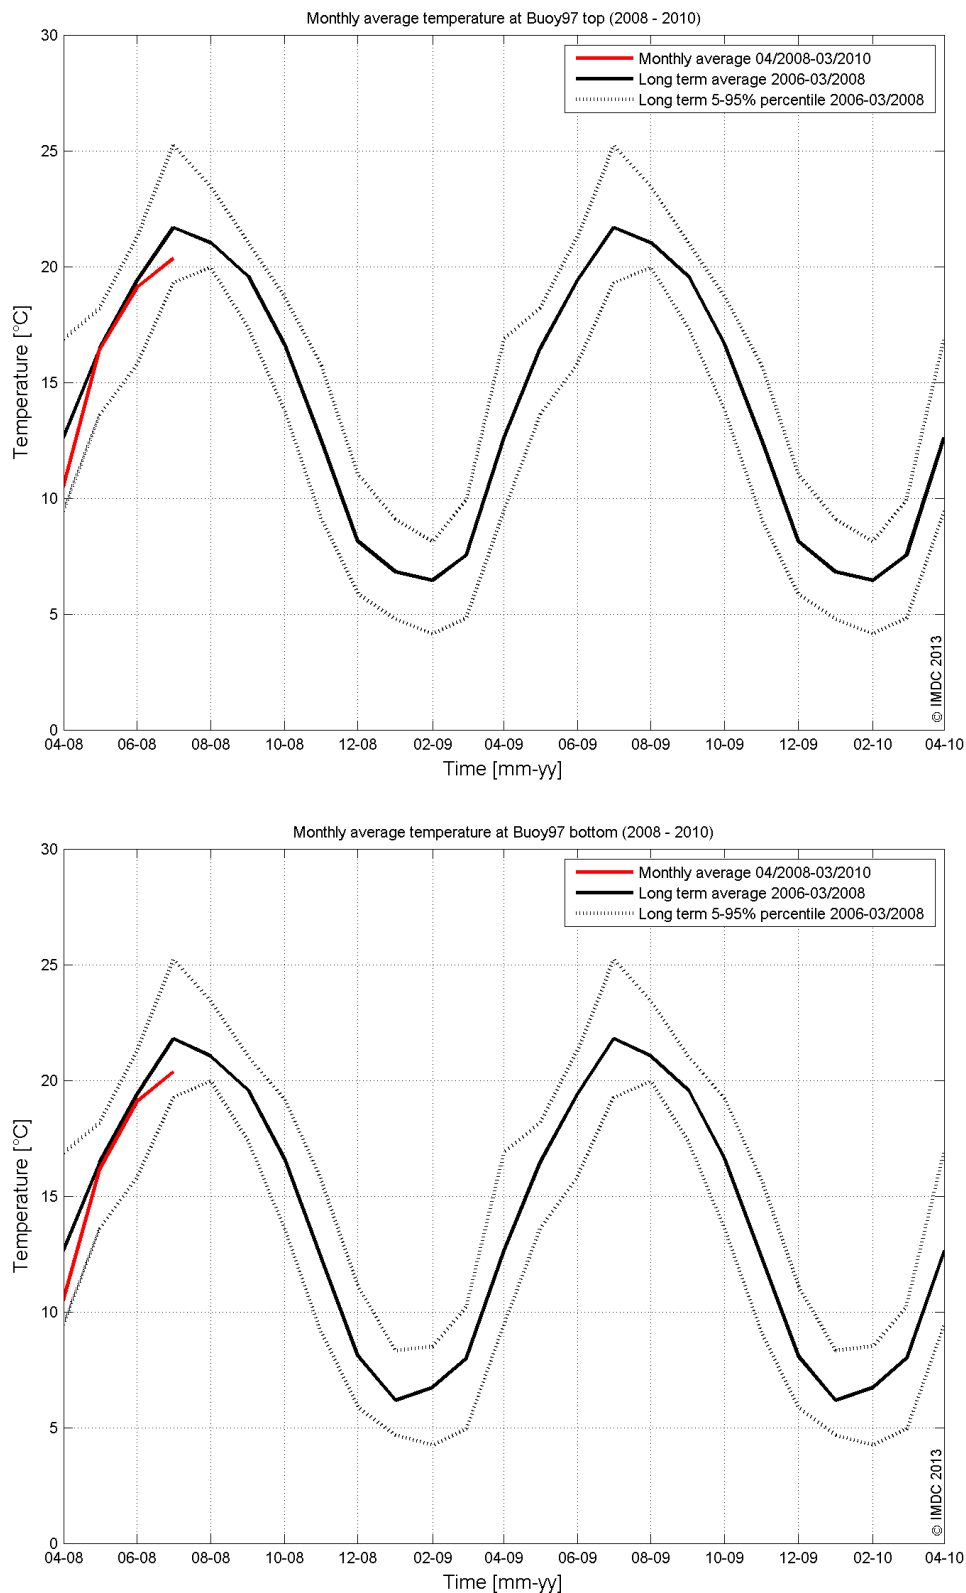 Monthly average temperature at Buoy97 top (2008 - 2010)
30
Monthly average 04/2008-03/2010
Long term average 2006-03/2008
Long term 5-95% percentile 2006-03/2008
25
20
Temperature [°C]
15
10
5
© IMDC 2013
0
04-08 06-08 08-08 10-08 12-08 02-09 04-09 06-09 08-09 10-09 12-09 02-10 04-10
Time [mm-yy]
Monthly average temperature at Buoy97 bottom (2008 - 2010)
30
Monthly average 04/2008-03/2010
Long term average 2006-03/2008
Long term 5-95% percentile 2006-03/2008
25
20
Temperature [°C]
15
10
5
© IMDC 2013
0
04-08 06-08 08-08 10-08 12-08 02-09 04-09 06-09 08-09 10-09 12-09 02-10 04-10
Time [mm-yy]